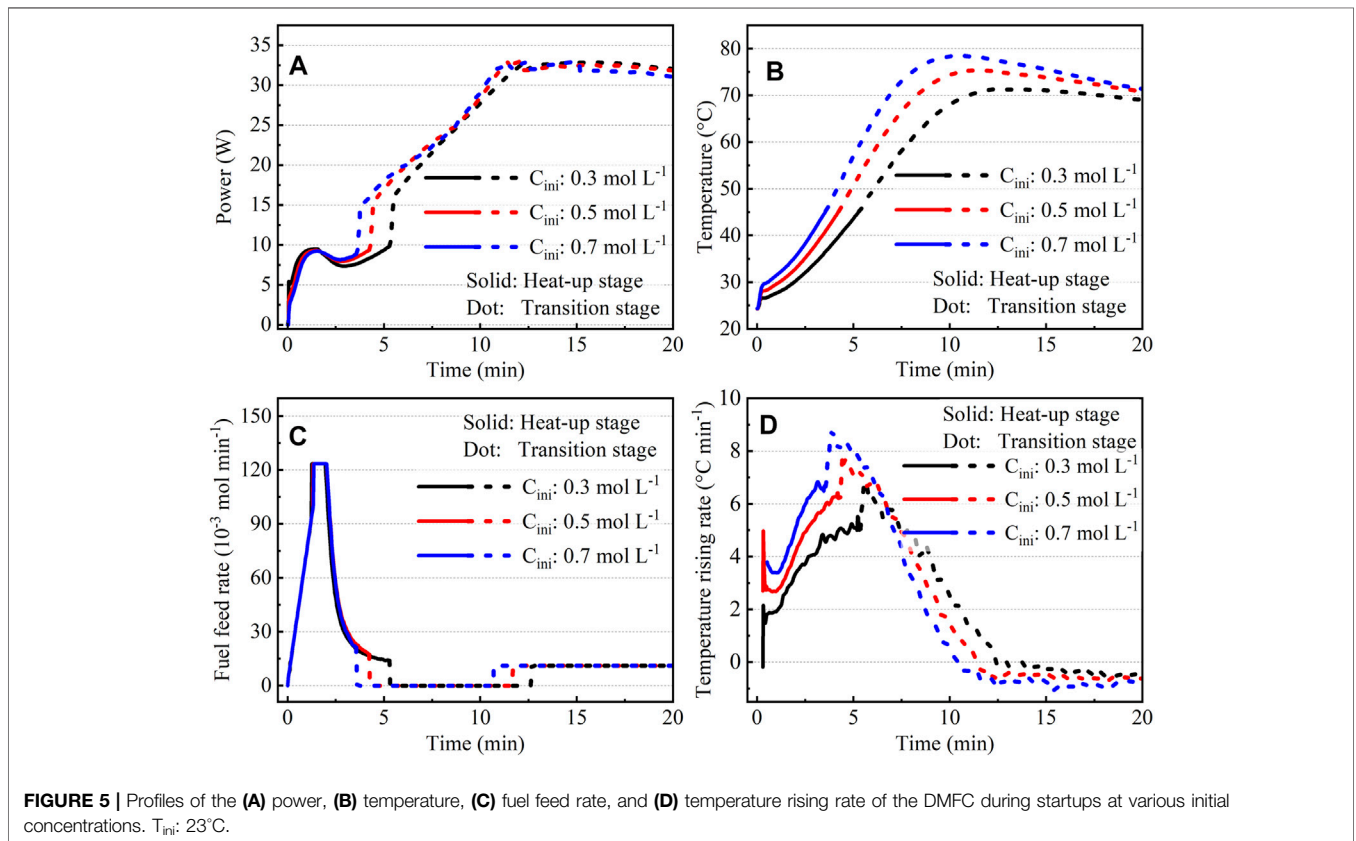 A
Power (W)
35
30
25
20
15
10
5
0
C_ini: 0.3 mol L⁻¹
C_ini: 0.5 mol L⁻¹
C_ini: 0.7 mol L⁻¹
Solid: Heat-up stage
Dot: Transition stage
0 5 10 15 20
Time (min)
B
Temperature (°C)
80
70
60
50
40
30
20
C_ini: 0.3 mol L⁻¹
C_ini: 0.5 mol L⁻¹
C_ini: 0.7 mol L⁻¹
Solid: Heat-up stage
Dot: Transition stage
0 5 10 15 20
Time (min)
C
Fuel feed rate (10⁻³ mol min⁻¹)
150
120
90
60
30
0
Solid: Heat-up stage
Dot: Transition stage
C_ini: 0.3 mol L⁻¹
C_ini: 0.5 mol L⁻¹
C_ini: 0.7 mol L⁻¹
0 5 10 15 20
Time (min)
D
Temperature rising rate (°C min⁻¹)
10
8
6
4
2
0
Solid: Heat-up stage
Dot: Transition stage
C_ini: 0.3 mol L⁻¹
C_ini: 0.5 mol L⁻¹
C_ini: 0.7 mol L⁻¹
0 5 10 15 20
Time (min)
FIGURE 5 | Profiles of the (A) power, (B) temperature, (C) fuel feed rate, and (D) temperature rising rate of the DMFC during startups at various initial
concentrations. T_ini: 23°C.